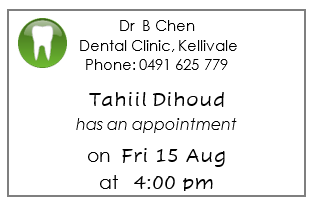 Dr B Chen
Dental Clinic, Kellivale
Phone: 0491 625 779
Tahiil Dihoud
has an appointment
on Fri 15 Aug
at 4:00 pm